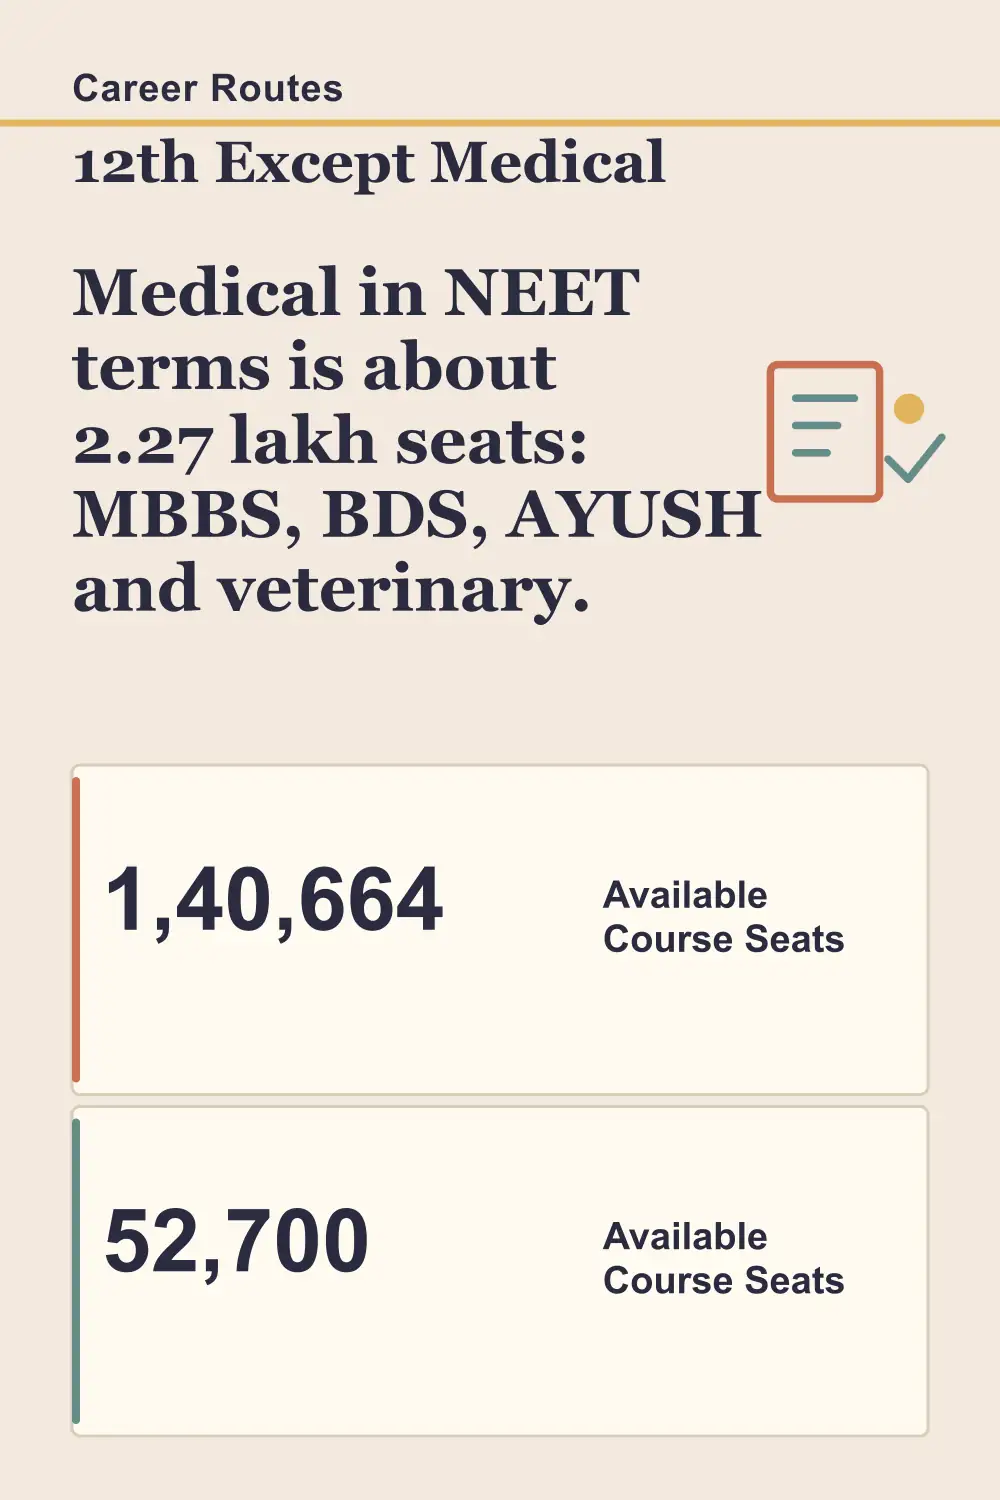 Career Routes
12th Except Medical
Medical in NEET
terms is about
2.27 lakh seats:
MBBS, BDS, AYUSH
and veterinary.
1,40,664
Available
Course Seats
52,700
Available
Course Seats